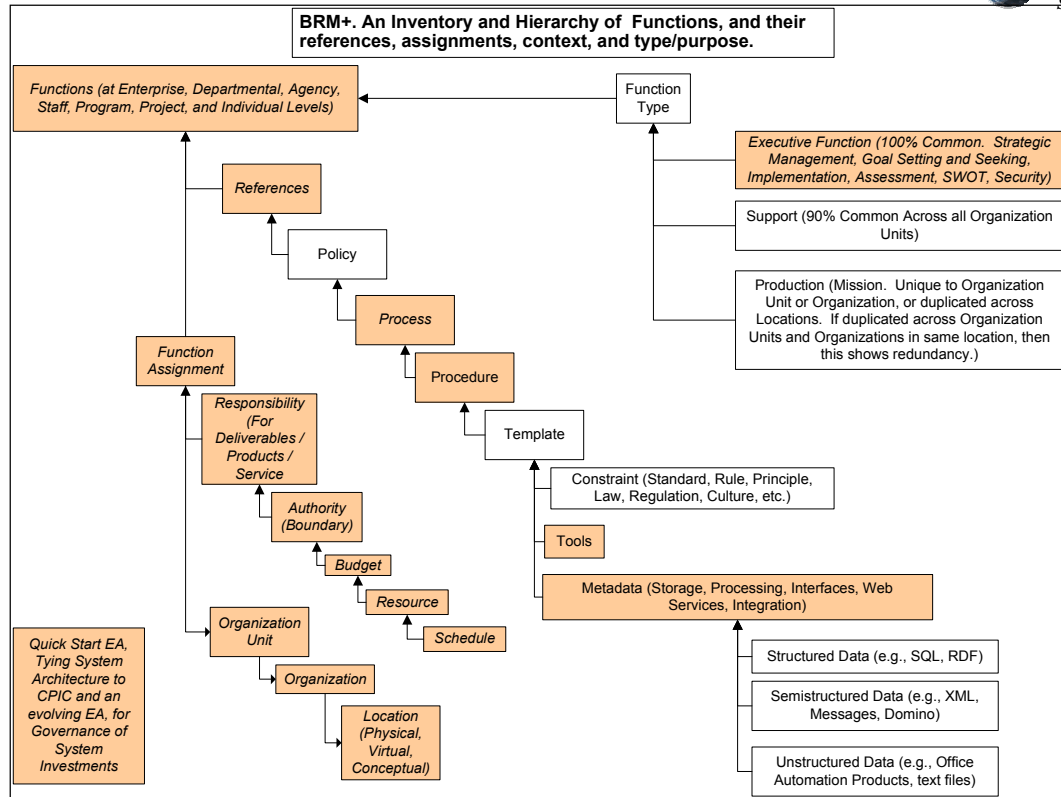 BRM+. An Inventory and Hierarchy of Functions, and their
references, assignments, context, and type/purpose.
Functions (at Enterprise, Departmental, Agency,
Staff, Program, Project, and Individual Levels)
Function
Type
Executive Function (100% Common. Strategic
Management, Goal Setting and Seeking,
Implementation, Assessment, SWOT, Security)
References
Support (90% Common Across all Organization
Units)
Policy
Production (Mission. Unique to Organization
Unit or Organization, or duplicated across
Locations. If duplicated across Organization
Units and Organizations in same location, then
this shows redundancy.)
Process
Function
Assignment
Procedure
Responsibility
(For
Deliverables /
Products /
Service
Template
Constraint (Standard, Rule, Principle,
Law, Regulation, Culture, etc.)
Authority
(Boundary)
Tools
Budget
Metadata (Storage, Processing, Interfaces, Web
Services, Integration)
Resource
Schedule
Organization
Unit
Organization
Location
(Physical,
Virtual,
Conceptual)
Quick Start EA,
Tying System
Architecture to
CPIC and an
evolving EA, for
Governance of
System
Investments
Structured Data (e.g., SQL, RDF)
Semistructured Data (e.g., XML,
Messages, Domino)
Unstructured Data (e.g., Office
Automation Products, text files)